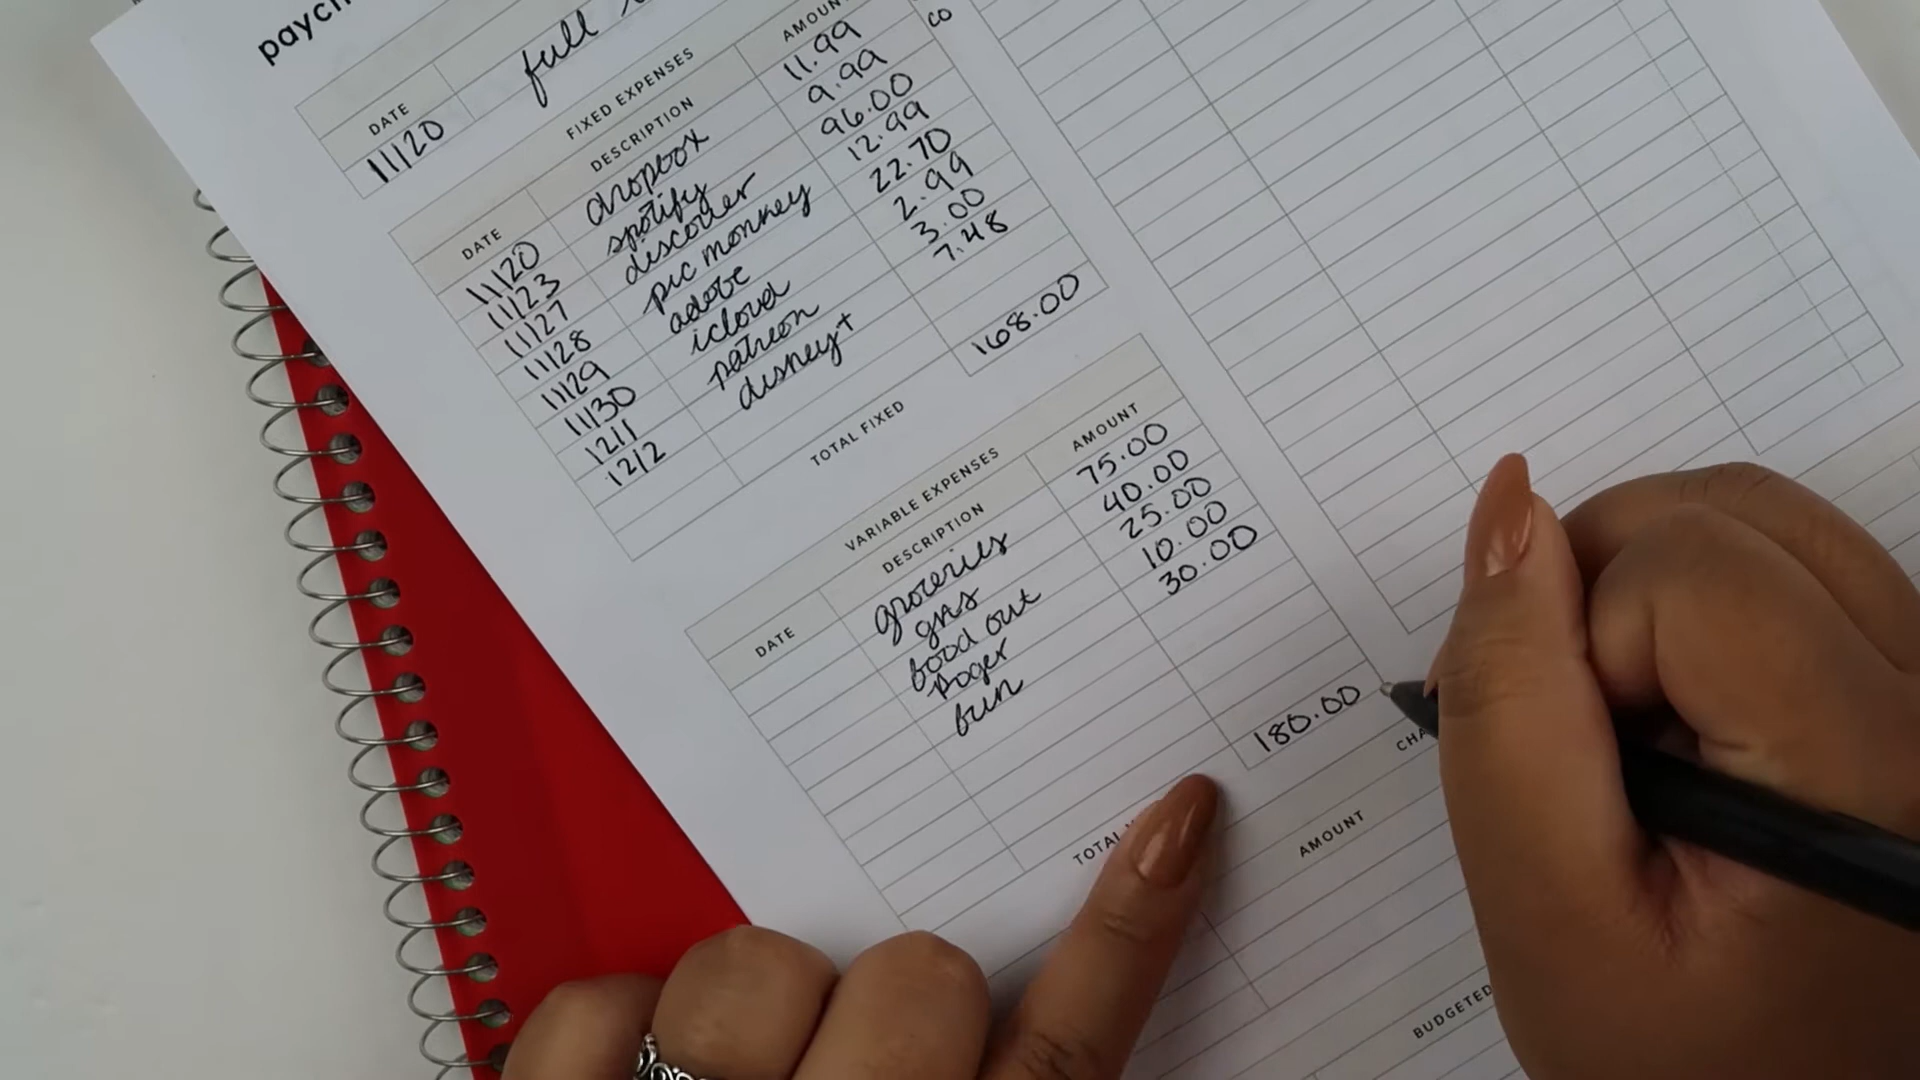 DATE
11/20 full
FIXED EXPENSES
DATE DESCRIPTION AMOUNT
11/20 dropbox 11.99
11/23 spotify 9.99
11/27 discover 96.00
11/28 pic monkey 12.99
11/29 adobe 22.70
11/30 icloud 2.99
12/1 patreon 3.00
12/2 disney+ 7.48
TOTAL FIXED 168.00
VARIABLE EXPENSES
DATE DESCRIPTION AMOUNT
groceries 75.00
gas 40.00
food out 25.00
Roger 10.00
fun 30.00
TOTAL 180.00
AMOUNT
BUDGETED